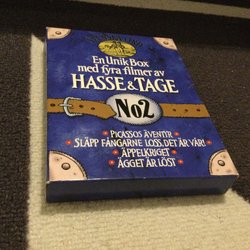 En Unik Box
med fyra filmer av
HASSE & TAGE
No2
PICASSOS ÄVENTYR
SLÄPP FÅNGARNE LOSS, DET ÄR VÅR!
ÄPPELKRIGET
ÄGGET ÄR LÖST